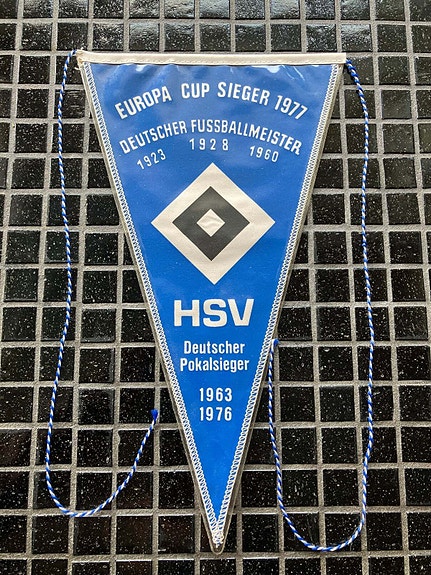 EUROPA CUP SIEGER 1977
DEUTSCHER FUSSBALLMEISTER
1923 1928 1960
HSV
Deutscher
Pokalsieger
1963
1976